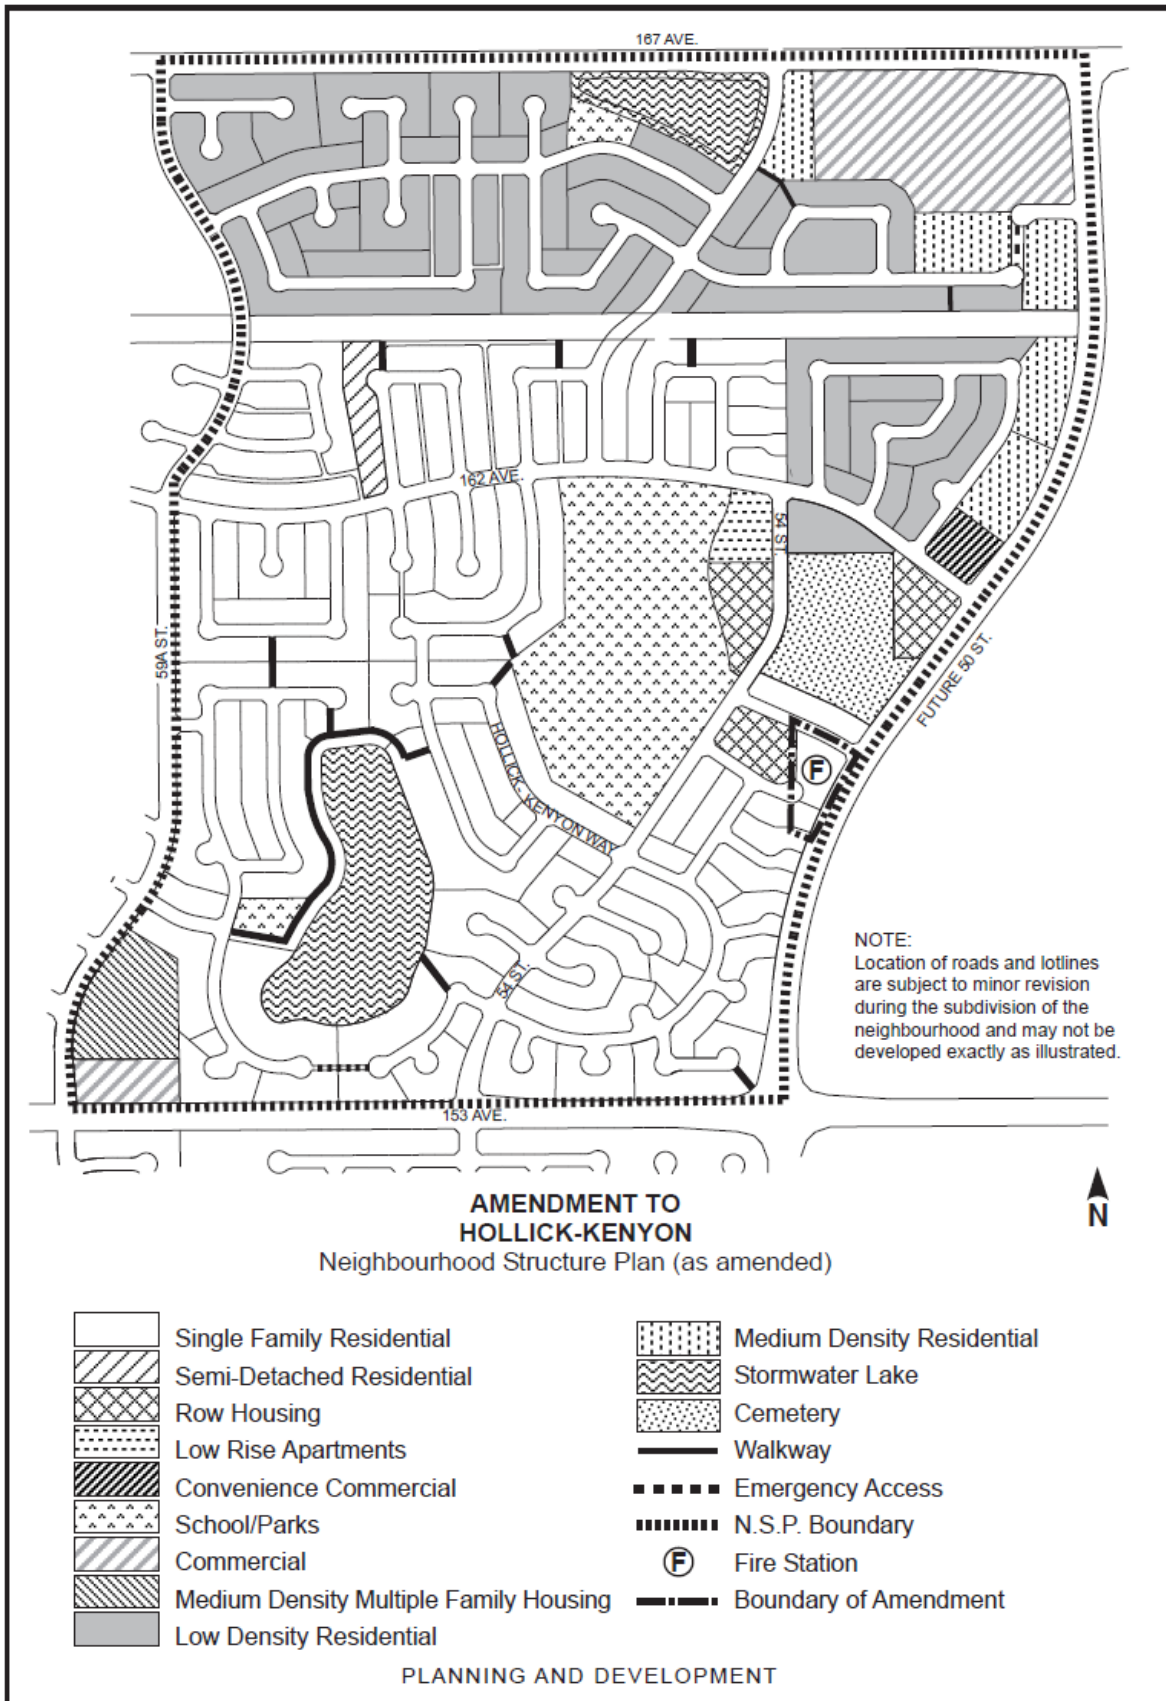 167 AVE.
162 AVE.
54 ST.
59A ST.
FUTURE 50 ST.
HOLLICK - KENYON WAY
F
54 ST.
NOTE:
Location of roads and lotlines
are subject to minor revision
during the subdivision of the
neighbourhood and may not be
developed exactly as illustrated.
153 AVE.
N
AMENDMENT TO
HOLLICK-KENYON
Neighbourhood Structure Plan (as amended)
Single Family Residential
Semi-Detached Residential
Row Housing
Low Rise Apartments
Convenience Commercial
School/Parks
Commercial
Medium Density Multiple Family Housing
Low Density Residential
Medium Density Residential
Stormwater Lake
Cemetery
Walkway
Emergency Access
N.S.P. Boundary
F Fire Station
Boundary of Amendment
PLANNING AND DEVELOPMENT